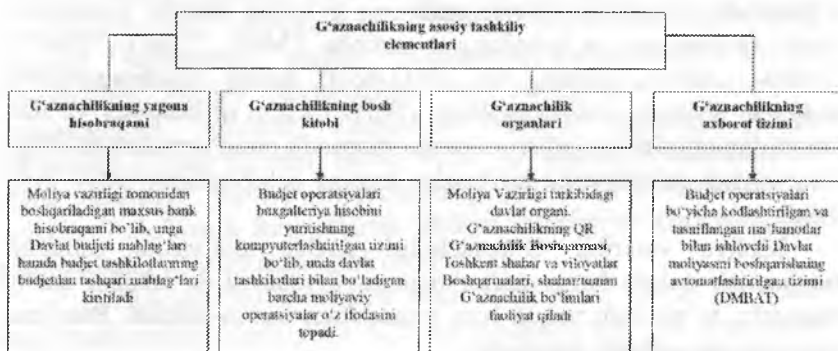 G‘aznachilikning asosiy tashkiliy
elementlari
G‘aznachilikning yagona
hisobraqami
G‘aznachilikning bosh
kitobi
G‘aznachilik
organlari
G‘aznachilikning
axborot tizimi
Moliya vazirligi tomonidan
boshqariladigan maxsus bank
hisobraqami bo‘lib, unga
Davlat budjeti mablag‘lari
hamda budjet tashkilotlarining
budjetdan tashqari mablag‘lari
kiritiladi
Budjet operatsiyalari
buxgalteriya hisobini
yuritishning
kompyuterlashtirilgan tizimi
bo‘lib, unda davlat
tashkilotlari bilan bo‘ladigan
barcha moliyaviy
operatsiyalar o‘z ifodasini
topadi.
Moliya Vazirligi tarkibidagi
davlat organi.
G‘aznachilikning QR
G‘aznachilik Boshqarmasi,
Toshkent shahar va viloyatlar
Boshqarmalari, shahar/tuman
G‘aznachilik bo‘limlari
faoliyat qiladi
Budjet operatsiyalari
bo‘yicha kodlashtirilgan va
tasniflangan ma’lumotlar
bilan ishlovchi Davlat
moliyasini boshqarishning
avtomatlashtirilgan tizimi
(DMBAT)